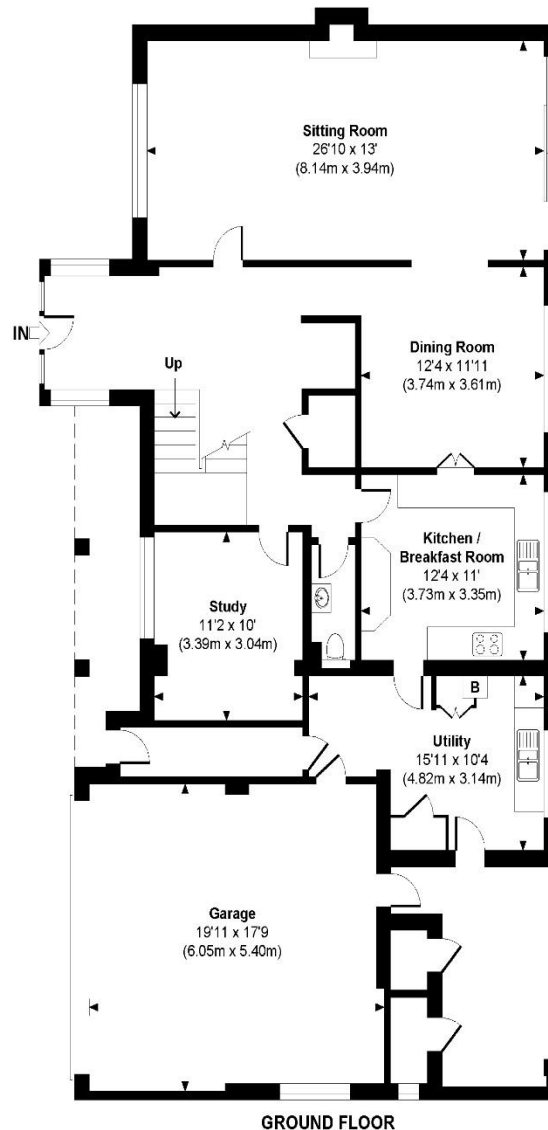 Sitting Room
26'10 x 13'
(8.14m x 3.94m)
IN
Up
Dining Room
12'4 x 11'11
(3.74m x 3.61m)
Kitchen /
Breakfast Room
12'4 x 11'
(3.73m x 3.35m)
Study
11'2 x 10'
(3.39m x 3.04m)
B
Utility
15'11 x 10'4
(4.82m x 3.14m)
Garage
19'11 x 17'9
(6.05m x 5.40m)
GROUND FLOOR